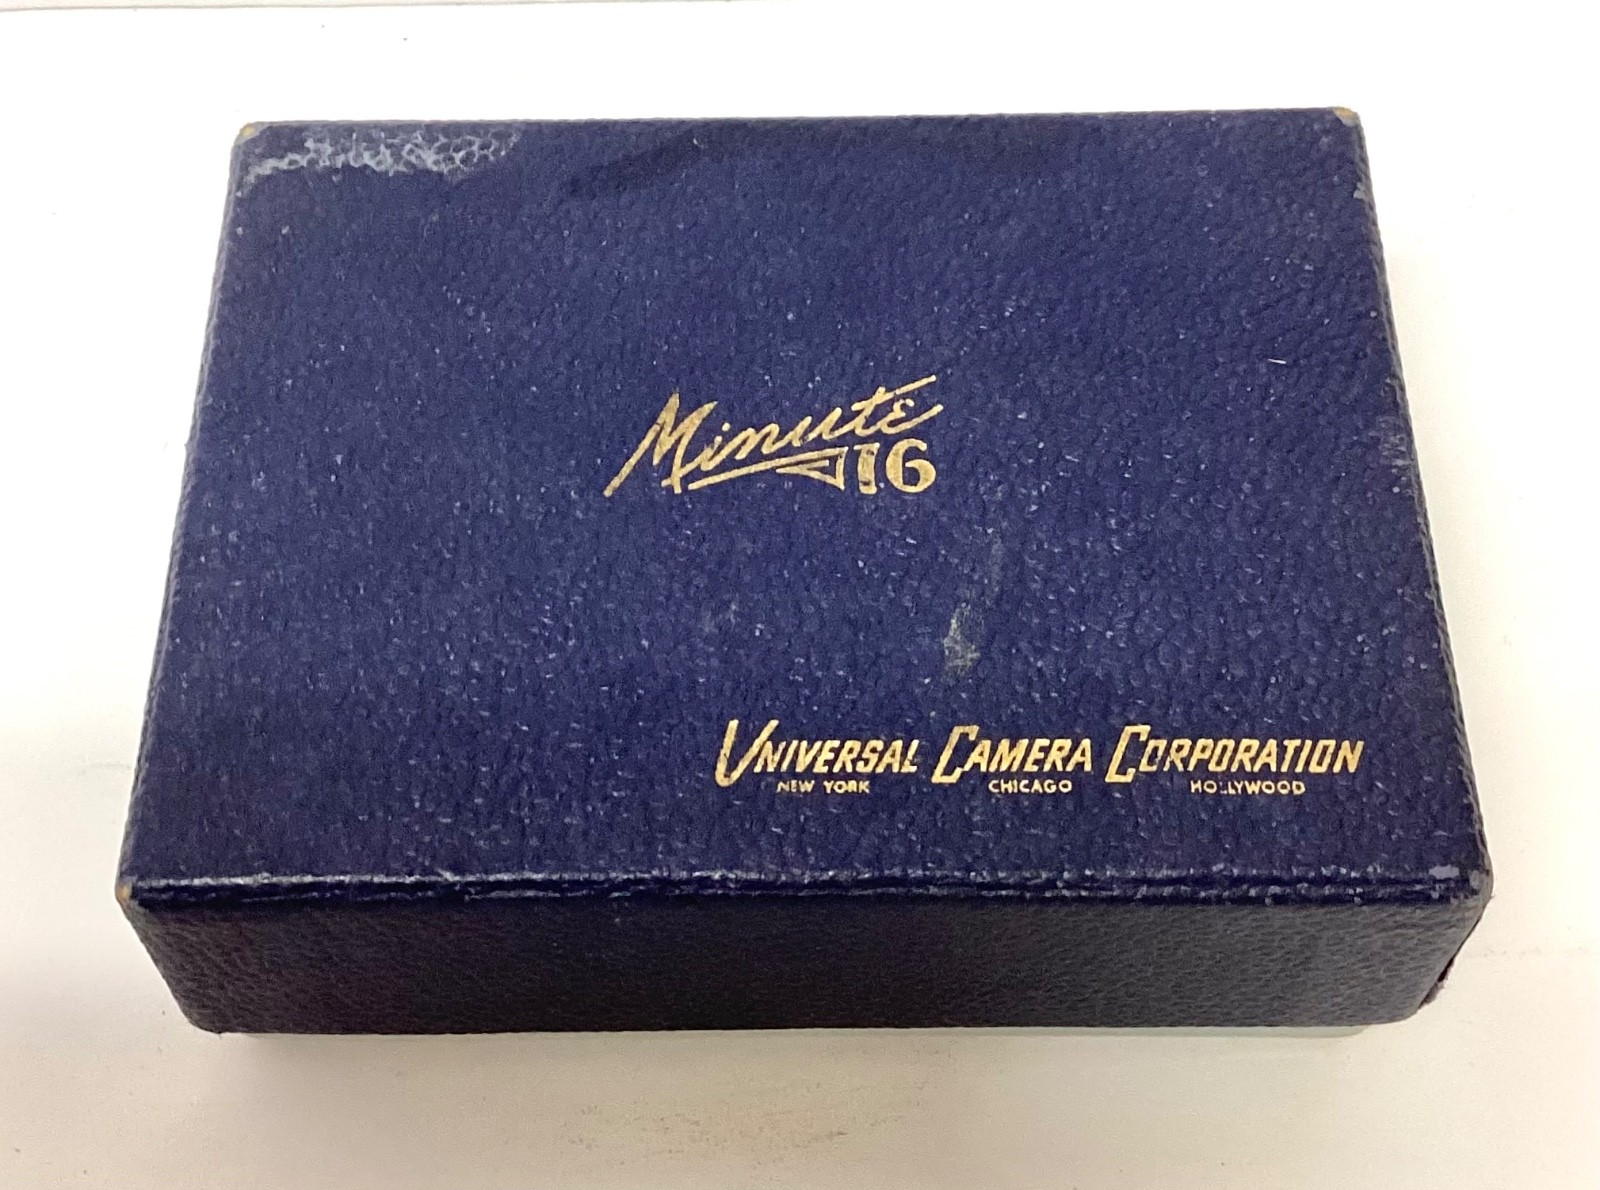 Minute 16
UNIVERSAL CAMERA CORPORATION
NEW YORK CHICAGO HOLLYWOOD